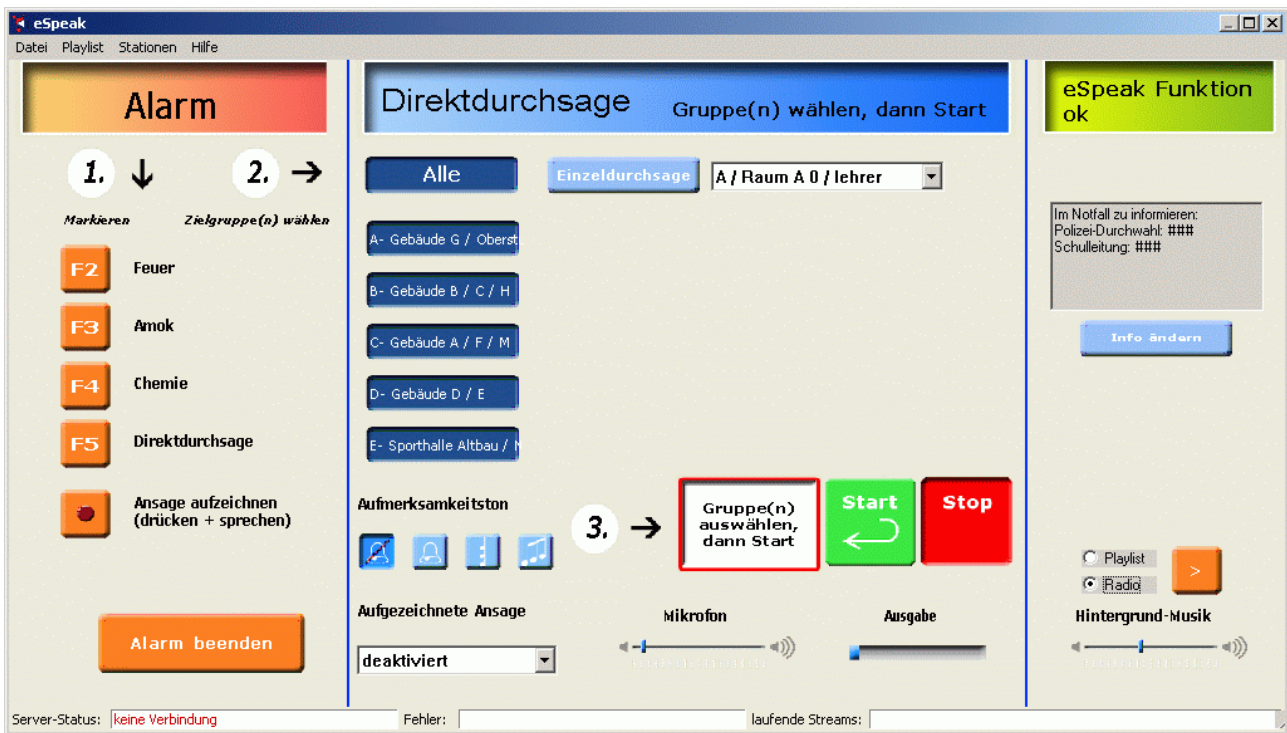 eSpeak
Datei Playlist Stationen Hilfe
Alarm
1.
2.
Markieren
Zielgruppe(n) wählen
F2
Feuer
F3
Amok
F4
Chemie
F5
Direktdurchsage
Ansage aufzeichnen
(drücken + sprechen)
Alarm beenden
Direktdurchsage
Gruppe(n) wählen, dann Start
Alle
Einzeldurchsage
A / Raum A 0 / lehrer
A- Gebäude G / Oberst
B- Gebäude B / C / H
C- Gebäude A / F / M
D- Gebäude D / E
E- Sporthalle Altbau /
Aufmerksamkeitston
3.
Gruppe(n)
auswählen,
dann Start
Start
Stop
Aufgezeichnete Ansage
deaktiviert
Mikrofon
Ausgabe
eSpeak Funktion
ok
Im Notfall zu informieren:
Polizei-Durchwahl: ###
Schulleitung: ###
Info ändern
Playlist
Radio
>
Hintergrund-Musik
Server-Status: keine Verbindung
Fehler:
laufende Streams: